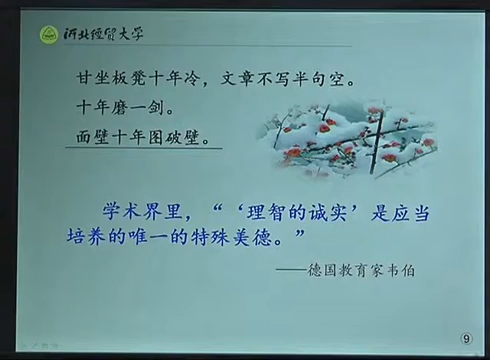 河北经贸大学
甘坐板凳十年冷，文章不写半句空。
十年磨一剑。
面壁十年图破壁。
学术界里，“‘理智的诚实’是应当
培养的唯一的特殊美德。”
——德国教育家韦伯
⑨